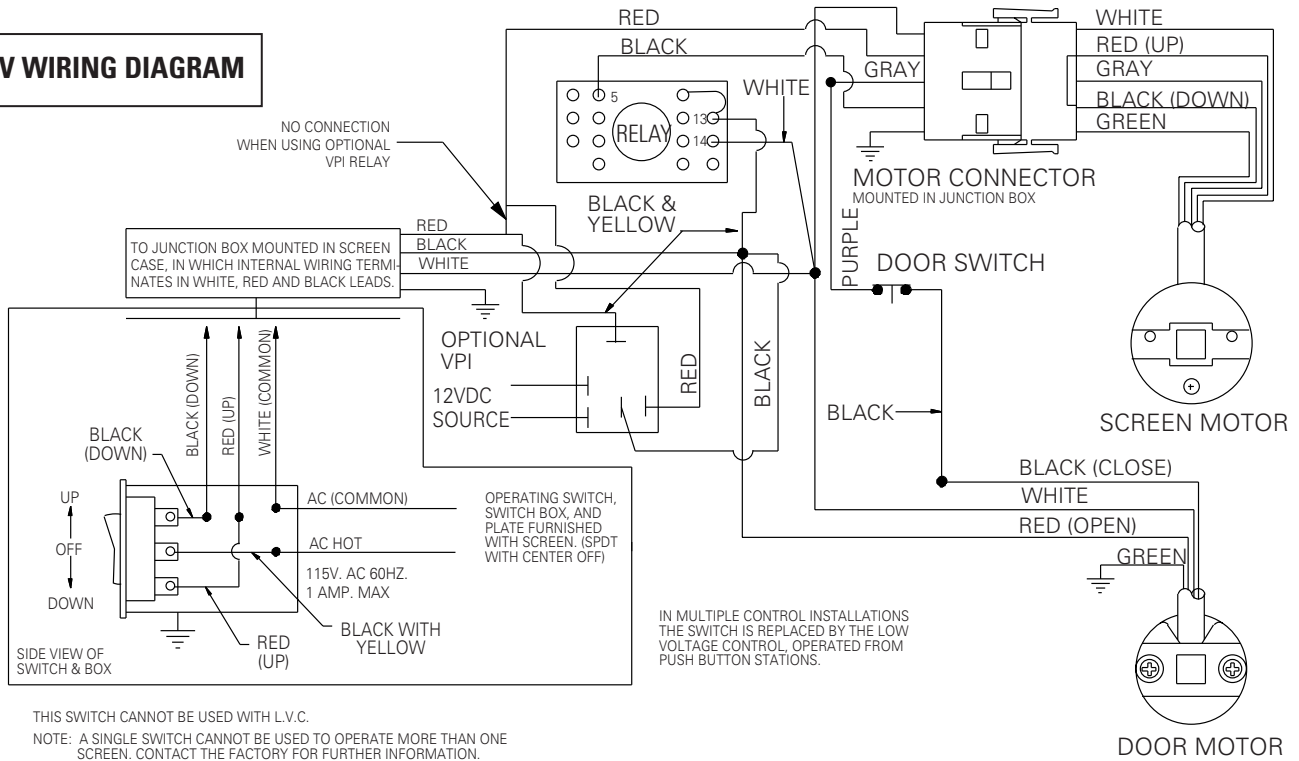 V WIRING DIAGRAM
RED
BLACK
WHITE
RED (UP)
GRAY
BLACK (DOWN)
GREEN
GRAY
WHITE
5
13
14
RELAY
NO CONNECTION
WHEN USING OPTIONAL
VPI RELAY
BLACK &
YELLOW
MOTOR CONNECTOR
MOUNTED IN JUNCTION BOX
PURPLE
DOOR SWITCH
RED
BLACK
WHITE
TO JUNCTION BOX MOUNTED IN SCREEN
CASE, IN WHICH INTERNAL WIRING TERMI-
NATES IN WHITE, RED AND BLACK LEADS.
OPTIONAL
VPI
12VDC
SOURCE
RED
BLACK
BLACK
SCREEN MOTOR
BLACK (DOWN)
RED (UP)
WHITE (COMMON)
BLACK
(DOWN)
UP
OFF
DOWN
AC (COMMON)
AC HOT
115V. AC 60HZ.
1 AMP. MAX
OPERATING SWITCH,
SWITCH BOX, AND
PLATE FURNISHED
WITH SCREEN. (SPDT
WITH CENTER OFF)
BLACK (CLOSE)
WHITE
RED (OPEN)
GREEN
RED
(UP)
BLACK WITH
YELLOW
SIDE VIEW OF
SWITCH & BOX
IN MULTIPLE CONTROL INSTALLATIONS
THE SWITCH IS REPLACED BY THE LOW
VOLTAGE CONTROL, OPERATED FROM
PUSH BUTTON STATIONS.
THIS SWITCH CANNOT BE USED WITH L.V.C.
NOTE: A SINGLE SWITCH CANNOT BE USED TO OPERATE MORE THAN ONE
SCREEN. CONTACT THE FACTORY FOR FURTHER INFORMATION.
DOOR MOTOR